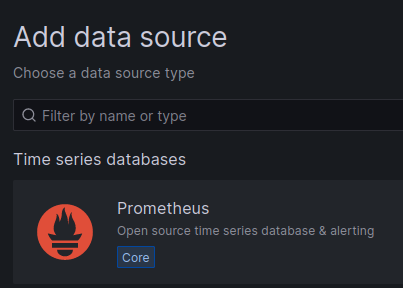 Add data source
Choose a data source type
Filter by name or type
Time series databases
Prometheus
Open source time series database & alerting
Core